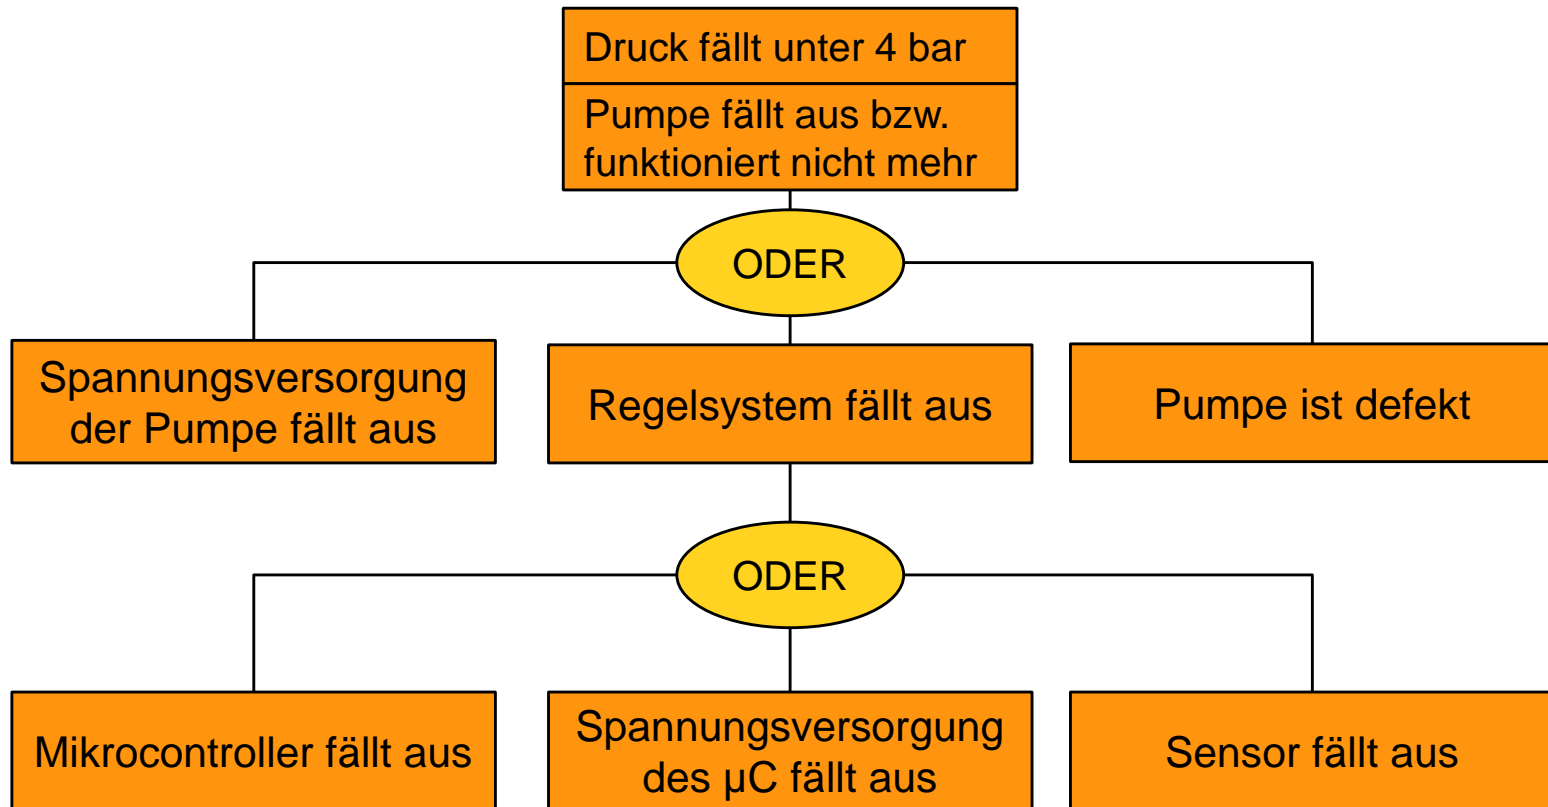 Druck fällt unter 4 bar
Pumpe fällt aus bzw.
funktioniert nicht mehr
ODER
Spannungsversorgung
der Pumpe fällt aus
Regelsystem fällt aus
Pumpe ist defekt
ODER
Mikrocontroller fällt aus
Spannungsversorgung
des µC fällt aus
Sensor fällt aus